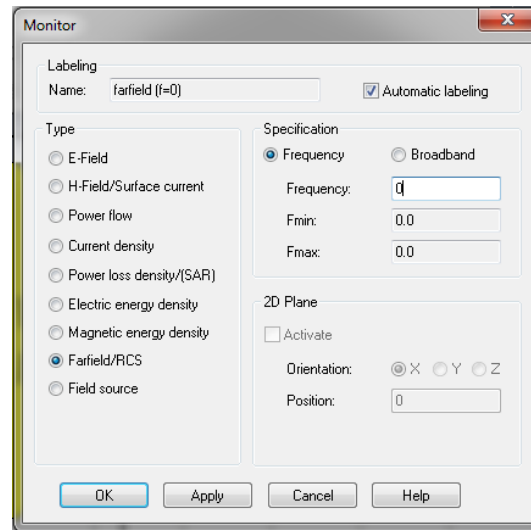 Monitor
Labeling
Name: farfield (f=0) Automatic labeling
Type
E-Field
H-Field/Surface current
Power flow
Current density
Power loss density/(SAR)
Electric energy density
Magnetic energy density
Farfield/RCS
Field source
Specification
Frequency Broadband
Frequency: 0
Fmin: 0.0
Fmax: 0.0
2D Plane
Activate
Orientation: X Y Z
Position: 0
OK Apply Cancel Help